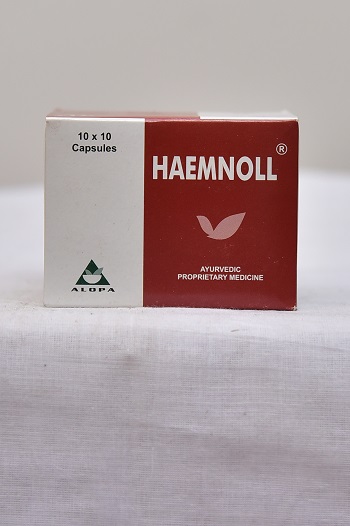 10 x 10
Capsules
HAEMNOLL®
AYURVEDIC
PROPRIETARY MEDICINE
ALOPA